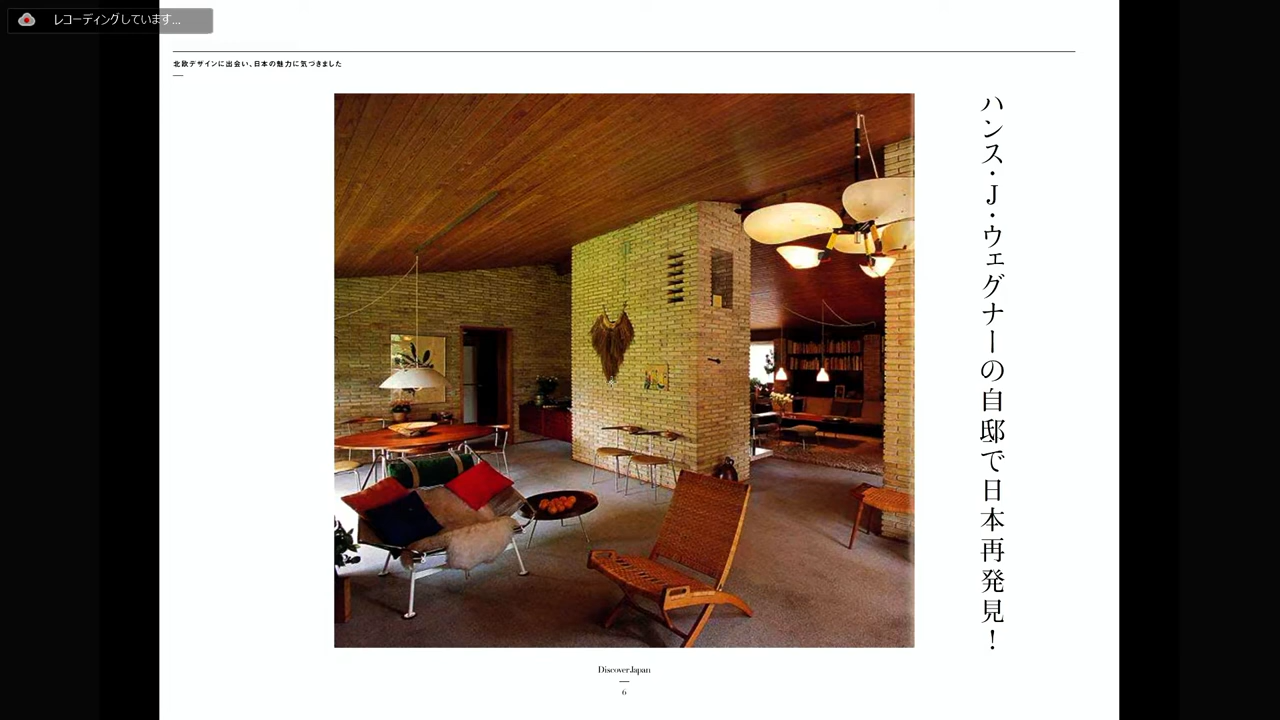 レコーディングしています...
北欧デザインに出会い、日本の魅力に気づきました
ハンス・J・ウェグナーの自邸で日本再発見！
Discover Japan
6